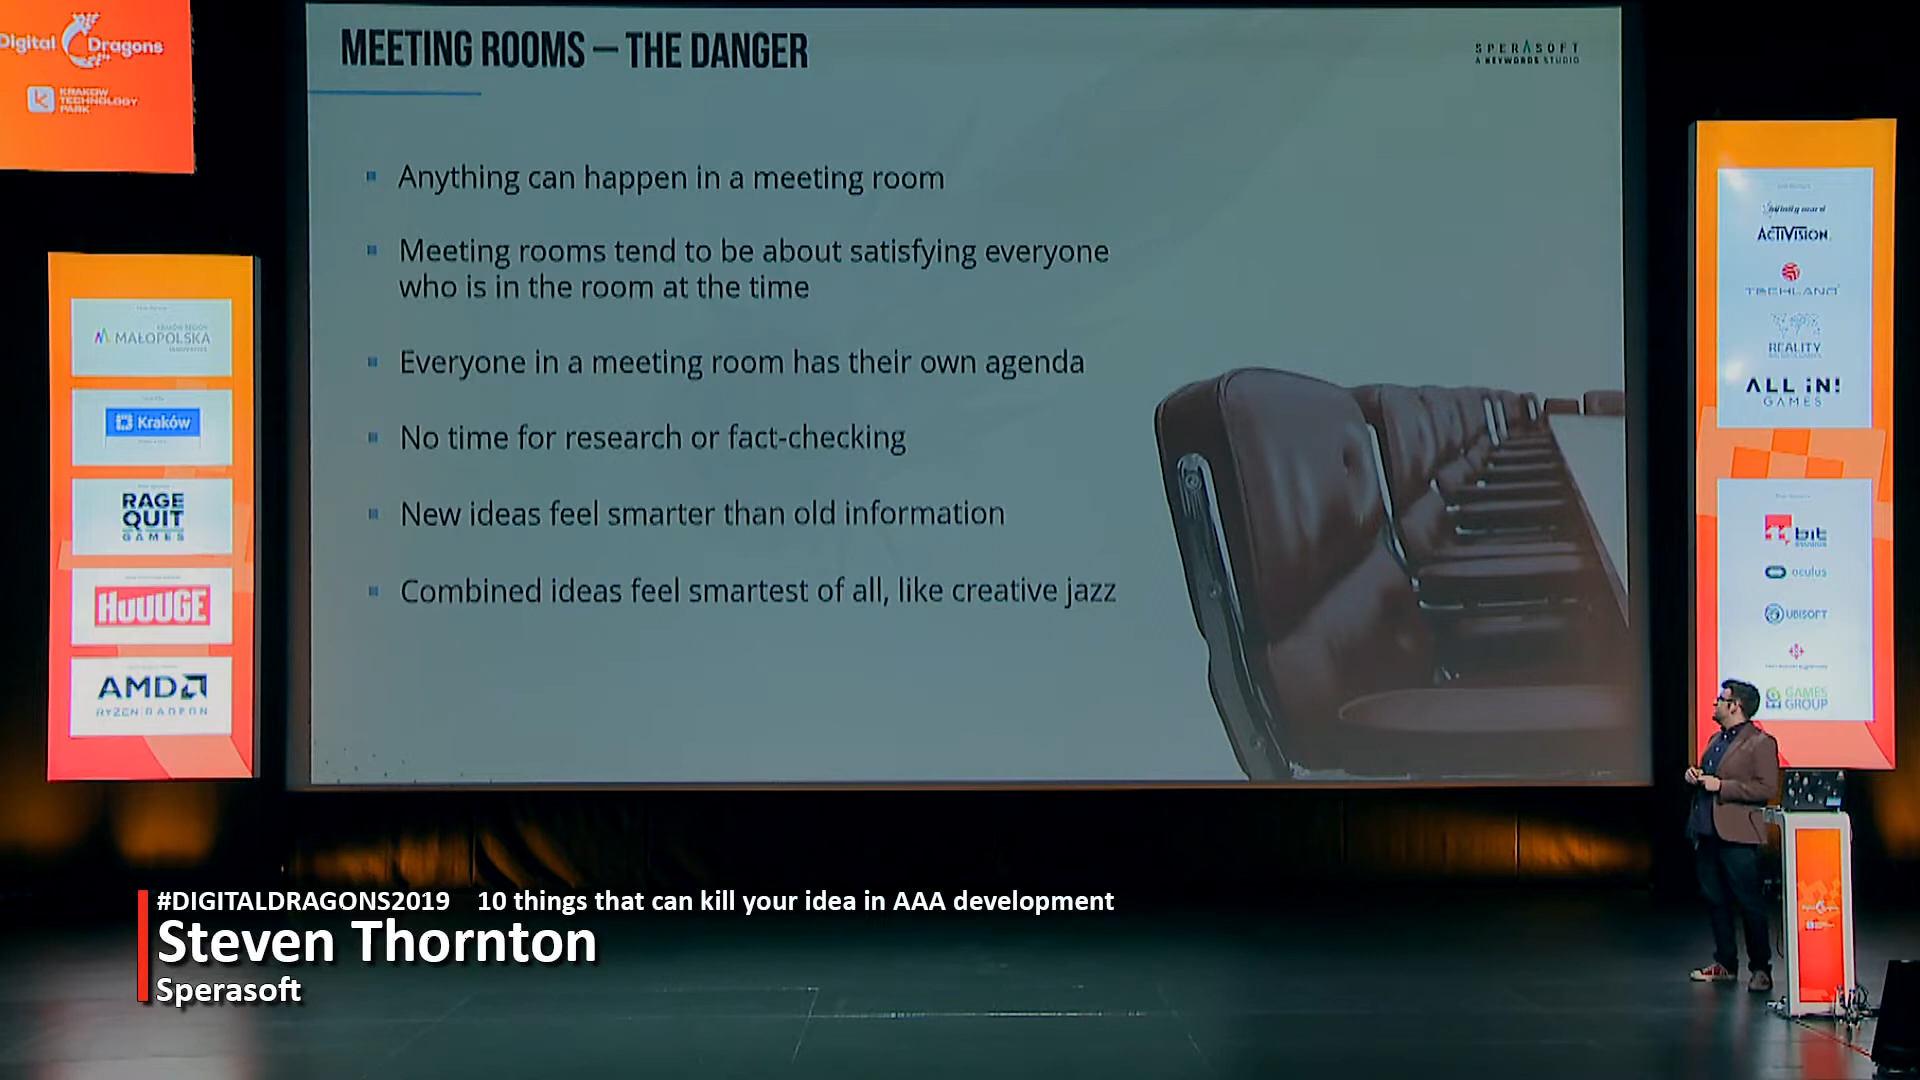 Digital Dragons
KRAKOW
TECHNOLOGY
PARK
MEETING ROOMS – THE DANGER
SPERASOFT
A KEYWORDS STUDIO
▪ Anything can happen in a meeting room
▪ Meeting rooms tend to be about satisfying everyone
who is in the room at the time
▪ Everyone in a meeting room has their own agenda
▪ No time for research or fact-checking
▪ New ideas feel smarter than old information
▪ Combined ideas feel smartest of all, like creative jazz
MAŁOPOLSKA
Kraków
RAGE
QUIT
GAMES
HUUUGE
AMD
RYZEN RADEON
ACTIVISION
TECHLAND
REALITY
ALL iN!
GAMES
bit
oculus
UBISOFT
GAMES
GROUP
#DIGITALDRAGONS2019 10 things that can kill your idea in AAA development
Steven Thornton
Sperasoft